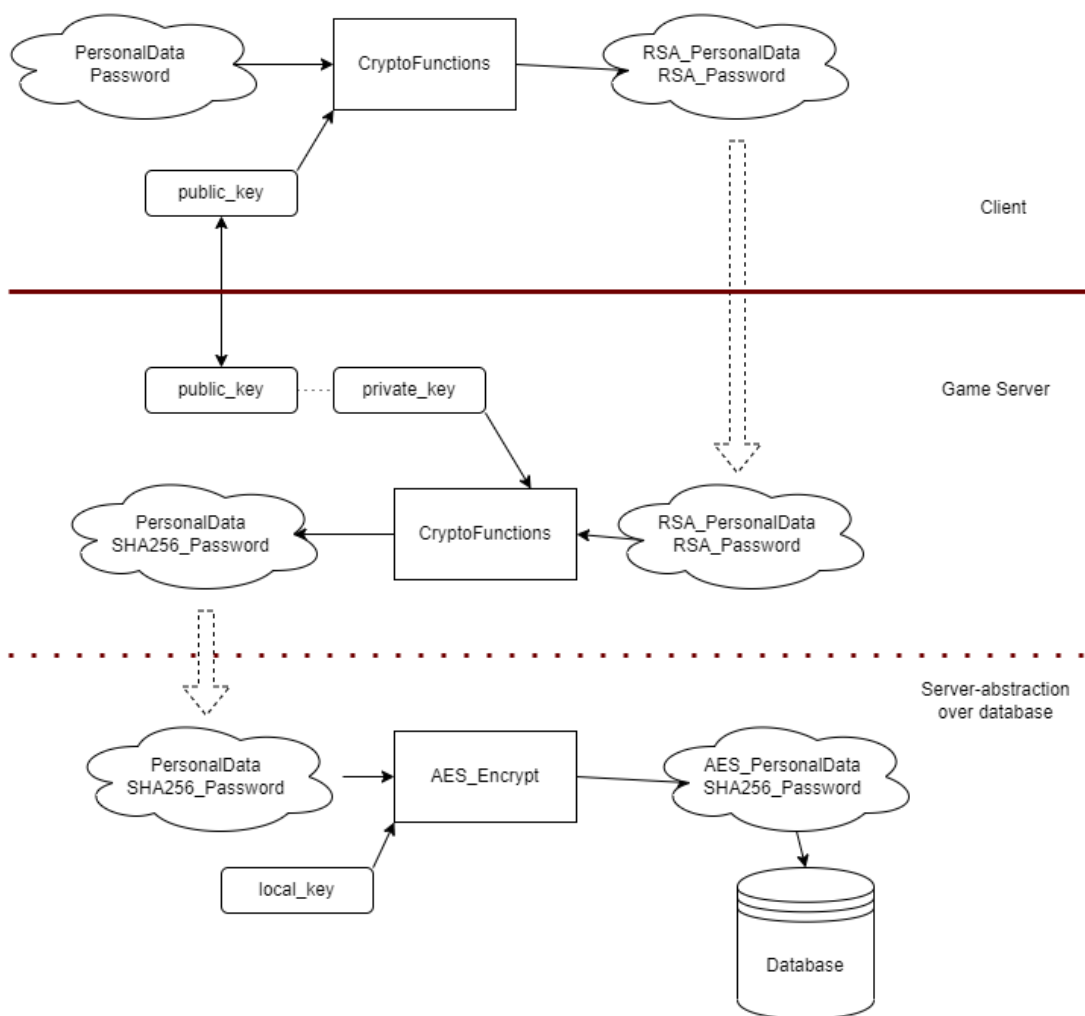 PersonalData
Password
CryptoFunctions
RSA_PersonalData
RSA_Password
public_key
Client
public_key
private_key
Game Server
PersonalData
SHA256_Password
CryptoFunctions
RSA_PersonalData
RSA_Password
Server-abstraction
over database
PersonalData
SHA256_Password
AES_Encrypt
AES_PersonalData
SHA256_Password
local_key
Database